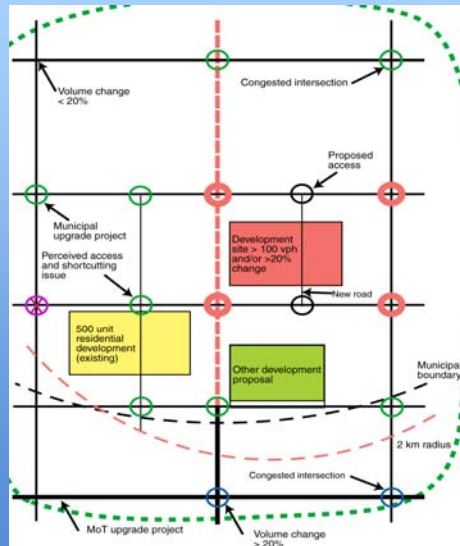 Volume change
< 20%
Congested intersection
Proposed
access
Municipal
upgrade project
Development
site > 100 vph
and/or >20%
change
Perceived access
and shortcutting
issue
New road
500 unit
residential
development
(existing)
Other development
proposal
Municipal
boundary
2 km radius
Congested intersection
MoT upgrade project
Volume change
> 20%